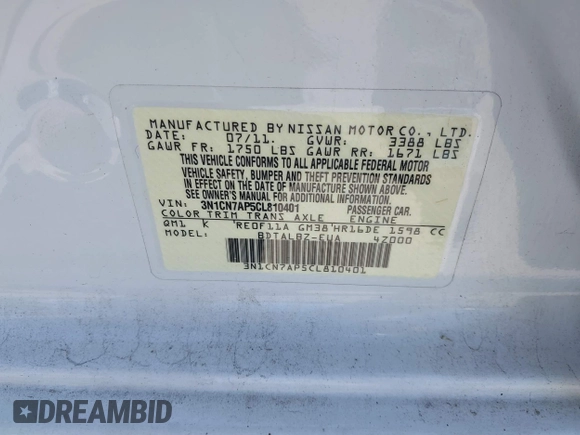 MANUFACTURED BY NISSAN MOTOR CO., LTD.
DATE: 07/11. GVWR: 3388 LBS
GAWR FR: 1750 LBS GAWR RR: 1671 LBS
THIS VEHICLE CONFORMS TO ALL APPLICABLE FEDERAL MOTOR
VEHICLE SAFETY, BUMPER AND THEFT PREVENTION STANDARDS
IN EFFECT ON THE DATE OF MANUFACTURE SHOWN ABOVE.
SEE OWNER'S MANUAL FOR ADDITIONAL INFORMATION
VIN: 3N1CN7AP5CL810401 PASSENGER CAR.
COLOR TRIM TRANS AXLE ENGINE
QM1 K 'RE0F11A GM38'HR16DE 1598 CC
MODEL: BDTALBZ-EUA 4Z000
3N1CN7AP5CL810401
DREAMBID